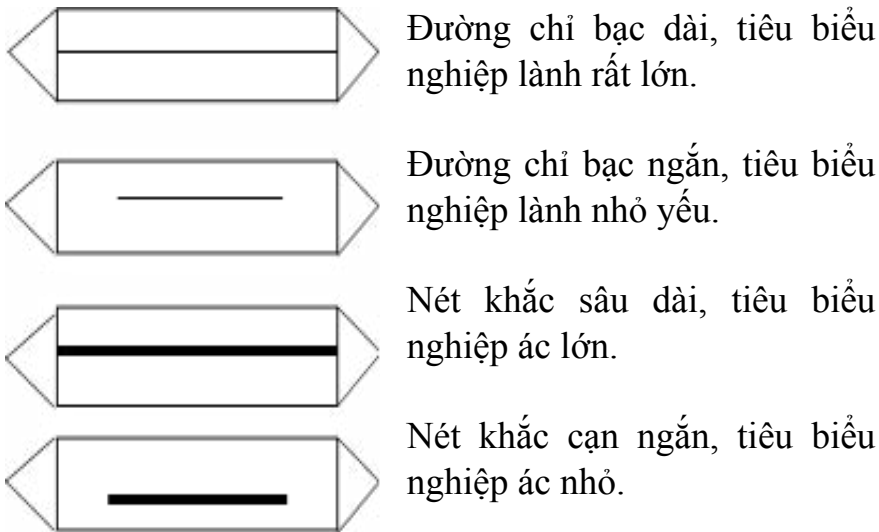 Đường chỉ bạc dài, tiêu biểu
nghiệp lành rất lớn.
Đường chỉ bạc ngắn, tiêu biểu
nghiệp lành nhỏ yếu.
Nét khắc sâu dài, tiêu biểu
nghiệp ác lớn.
Nét khắc cạn ngắn, tiêu biểu
nghiệp ác nhỏ.